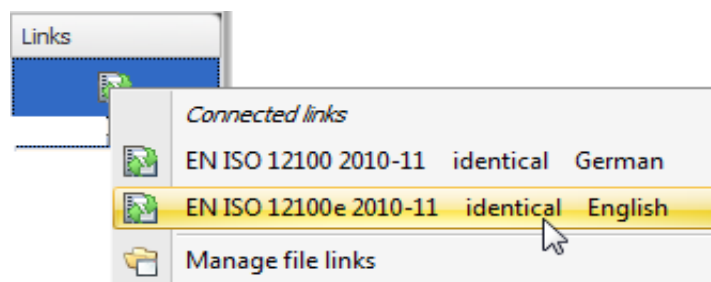 Links
Connected links
EN ISO 12100 2010-11 identical German
EN ISO 12100e 2010-11 identical English
Manage file links